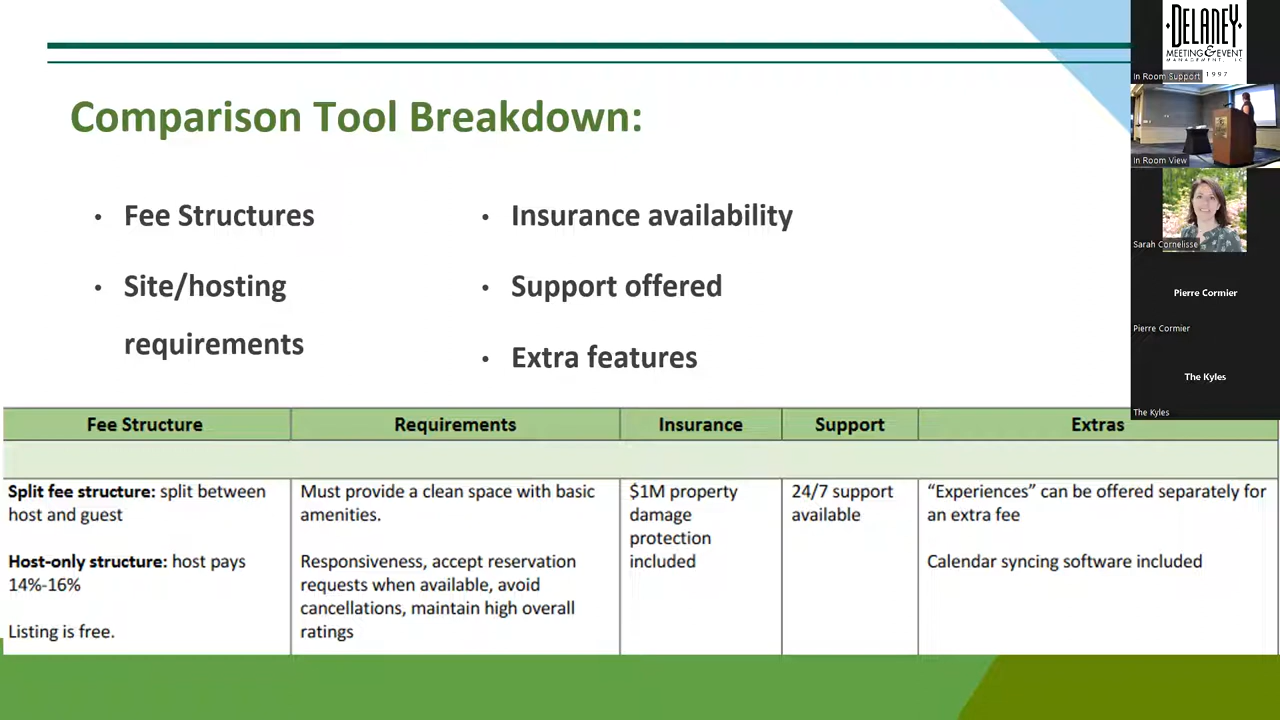 Comparison Tool Breakdown:
• Fee Structures
• Site/hosting
requirements
• Insurance availability
• Support offered
• Extra features
Fee Structure
Requirements
Insurance
Support
Extras
Split fee structure: split between
host and guest
Host-only structure: host pays
14%-16%
Listing is free.
Must provide a clean space with basic
amenities.
Responsiveness, accept reservation
requests when available, avoid
cancellations, maintain high overall
ratings
$1M property
damage
protection
included
24/7 support
available
“Experiences” can be offered separately for
an extra fee
Calendar syncing software included
DELANEY
MEETING & EVENT
MANAGEMENT, LLC
1997
In Room Support
In Room View
Sarah Cornelisse
Pierre Cormier
Pierre Cormier
The Kyles
The Kyles